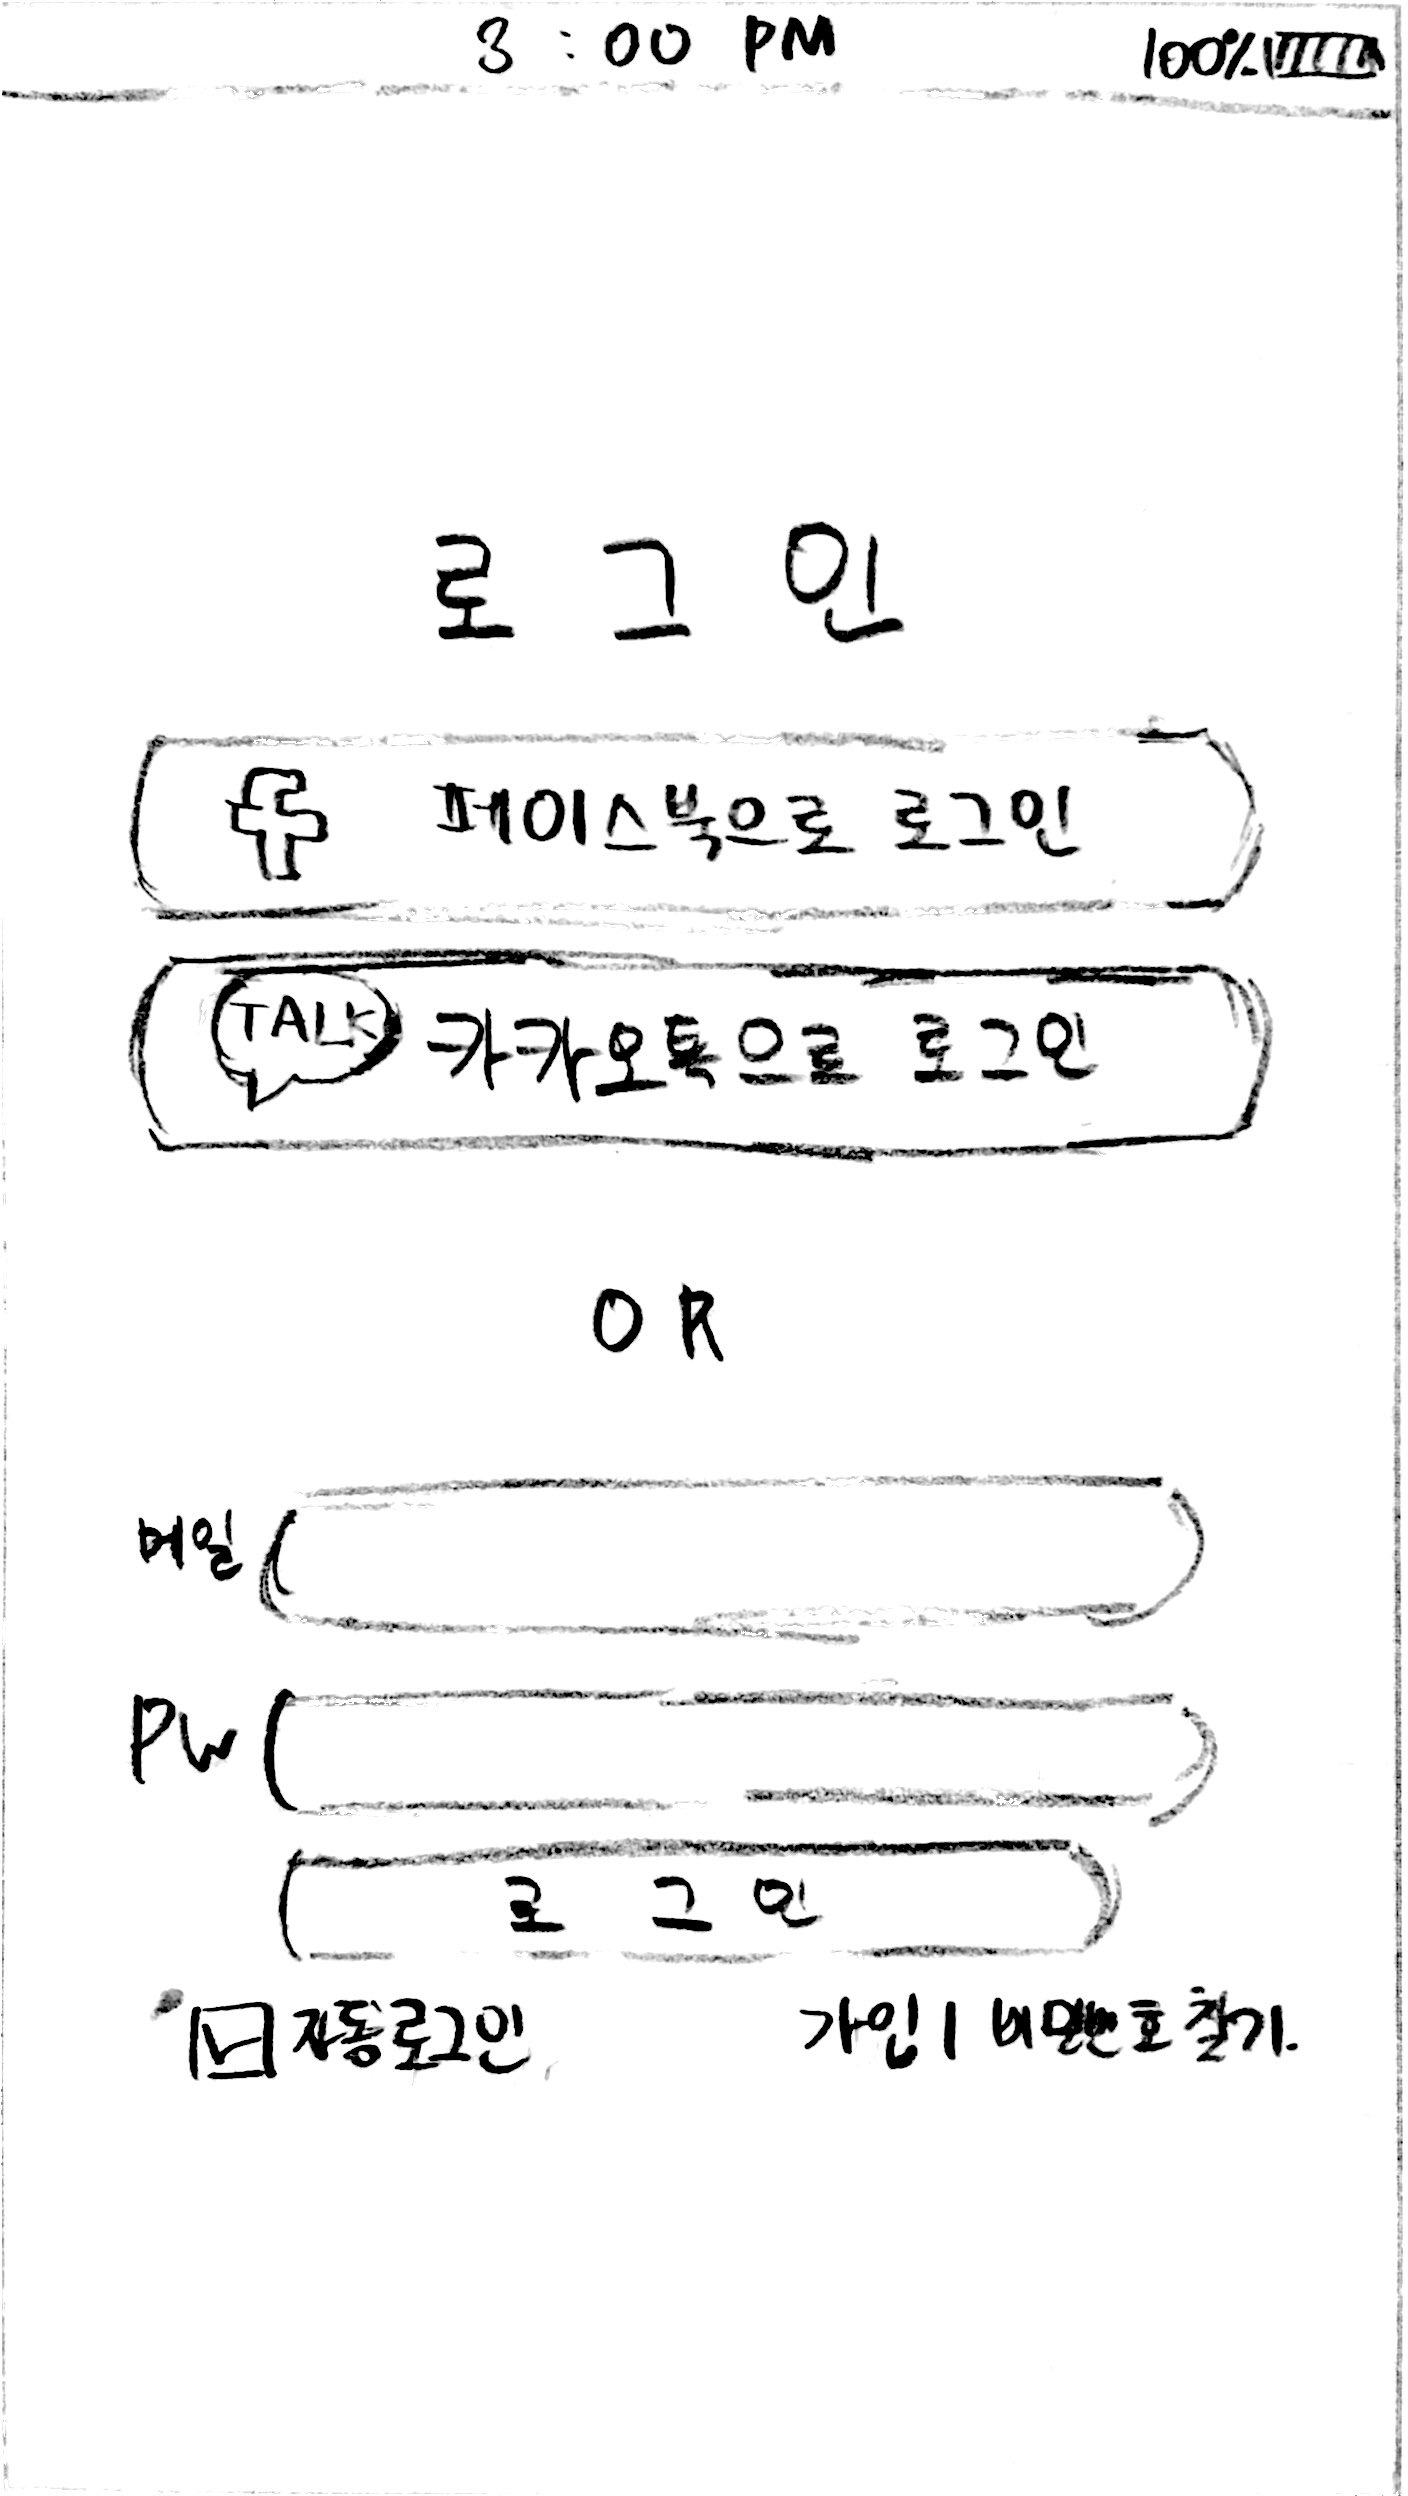 3 : 00 PM 100%
로 그 인
페이스북으로 로그인
TALK 카카오톡으로 로그인
OR
메일
PW
로 그 인
자동로그인 가입 | 비밀번호 찾기.